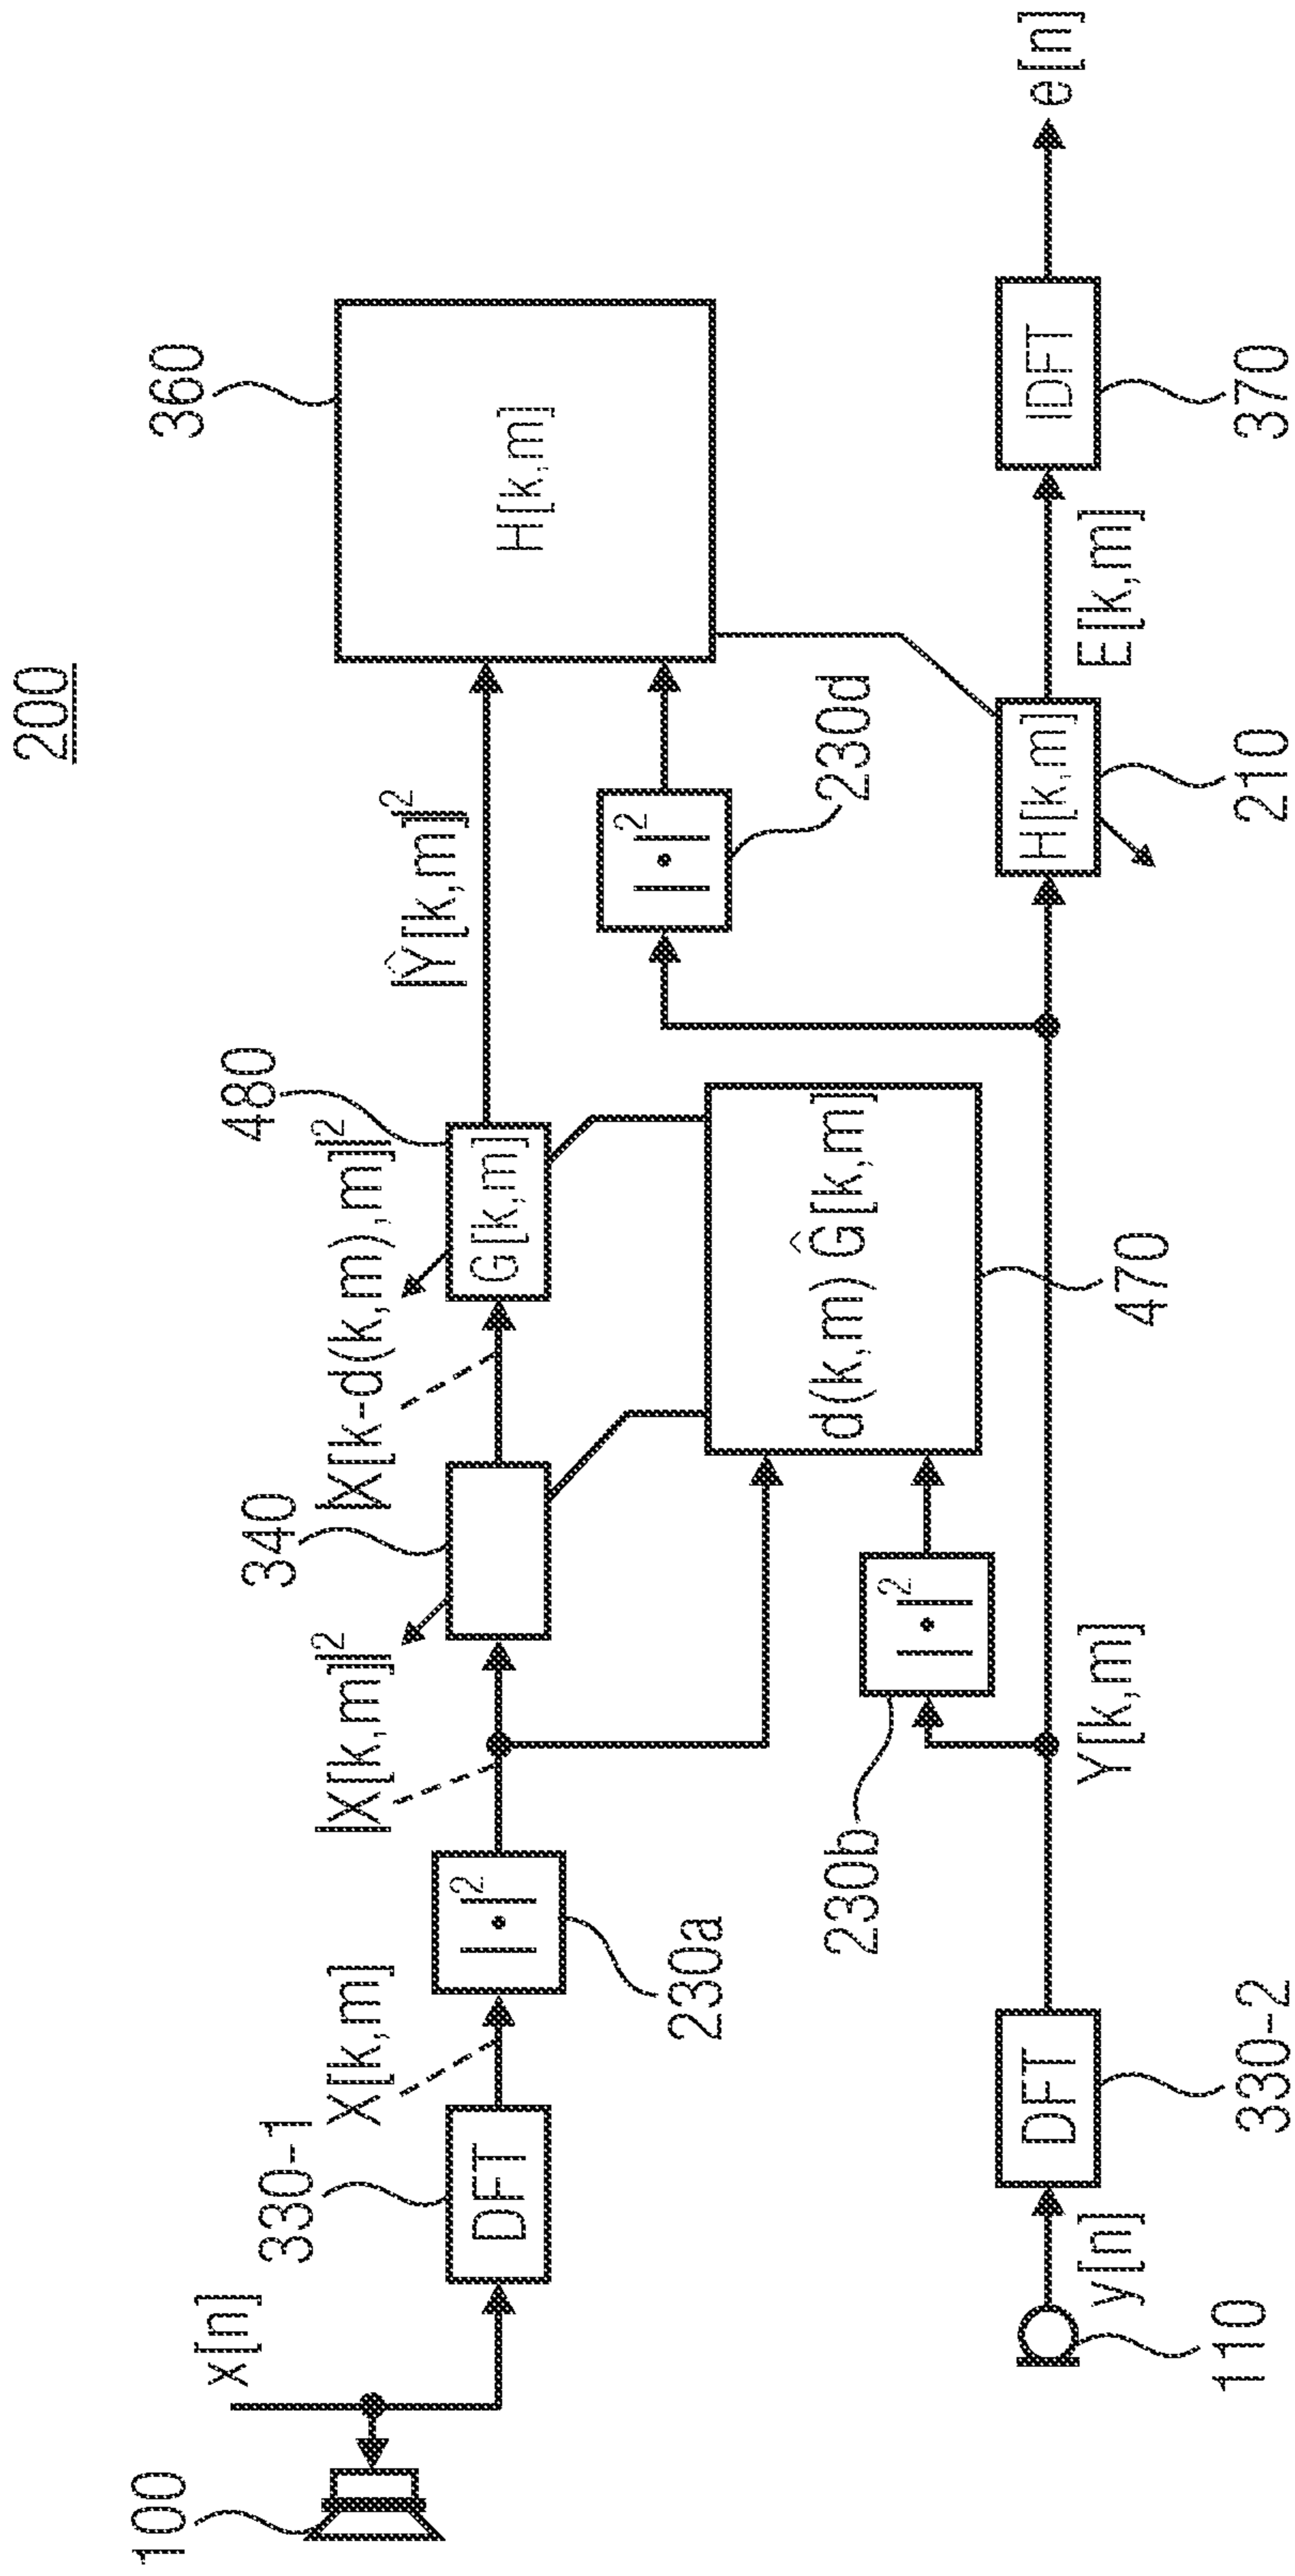 200
100
x[n]
330-1
DFT
X[k,m]
|•|²
230a
|X[k,m]|²
340
|X[k-d(k,m),m]|²
480
G[k,m]
|Ŷ[k,m]|²
360
H[k,m]
|•|²
230d
d(k,m) Ĝ[k,m]
470
|•|²
230b
110
y[n]
DFT
330-2
Y[k,m]
H[k,m]
210
E[k,m]
IDFT
370
e[n]